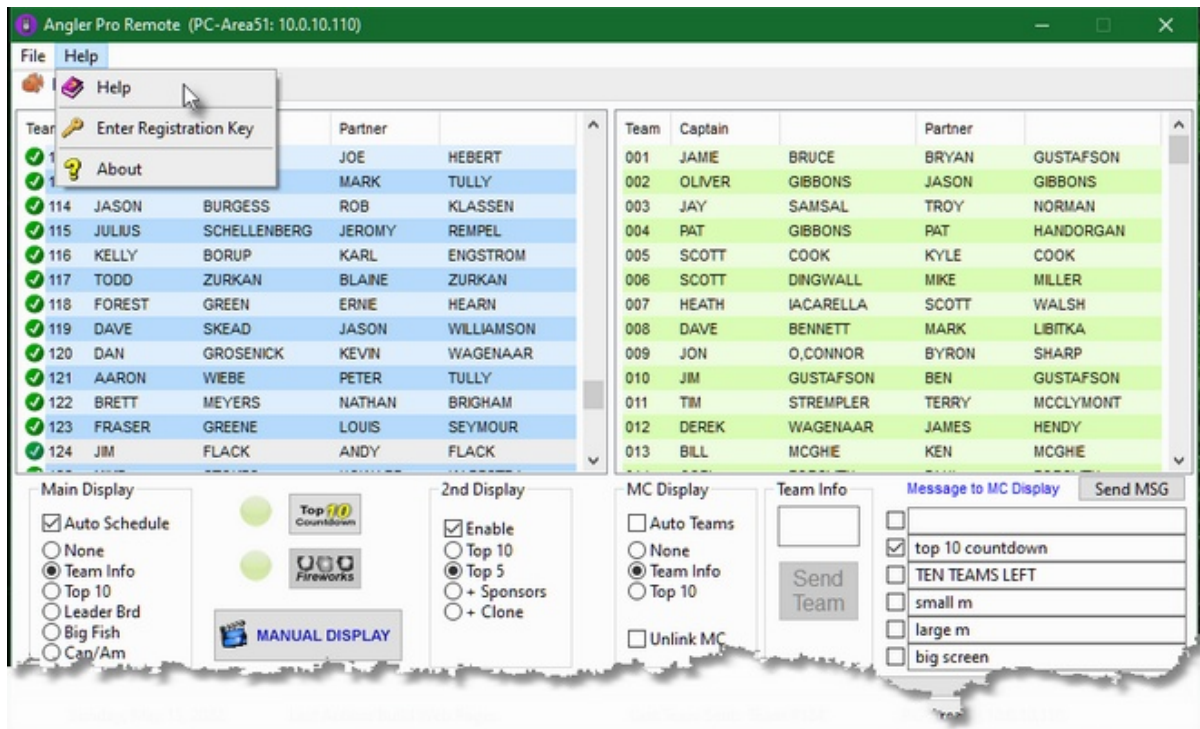 Angler Pro Remote (PC-Area51: 10.0.10.110)
File Help
Help
Enter Registration Key
About
Partner
JOE HEBERT
MARK TULLY
114 JASON BURGESS ROB KLASSEN
115 JULIUS SCHELLENBERG JEROMY REMPEL
116 KELLY BORUP KARL ENGSTROM
117 TODD ZURKAN BLAINE ZURKAN
118 FOREST GREEN ERNIE HEARN
119 DAVE SKEAD JASON WILLIAMSON
120 DAN GROSENICK KEVIN WAGENAAR
121 AARON WIEBE PETER TULLY
122 BRETT MEYERS NATHAN BRIGHAM
123 FRASER GREENE LOUIS SEYMOUR
124 JIM FLACK ANDY FLACK
Team Captain Partner
001 JAMIE BRUCE BRYAN GUSTAFSON
002 OLIVER GIBBONS JASON GIBBONS
003 JAY SAMSAL TROY NORMAN
004 PAT GIBBONS PAT HANDORGAN
005 SCOTT COOK KYLE COOK
006 SCOTT DINGWALL MIKE MILLER
007 HEATH IACARELLA SCOTT WALSH
008 DAVE BENNETT MARK LIBITKA
009 JON O,CONNOR BYRON SHARP
010 JIM GUSTAFSON BEN GUSTAFSON
011 TIM STREMPLER TERRY MCCLYMONT
012 DEREK WAGENAAR JAMES HENDY
013 BILL MCGHIE KEN MCGHIE
Main Display
Auto Schedule
None
Team Info
Top 10
Leader Brd
Big Fish
Can/Am
Top 10
Countdown
Fireworks
MANUAL DISPLAY
2nd Display
Enable
Top 10
Top 5
+ Sponsors
+ Clone
MC Display
Auto Teams
None
Team Info
Top 10
Unlink MC
Team Info
Send
Team
Message to MC Display
Send MSG
top 10 countdown
TEN TEAMS LEFT
small m
large m
big screen